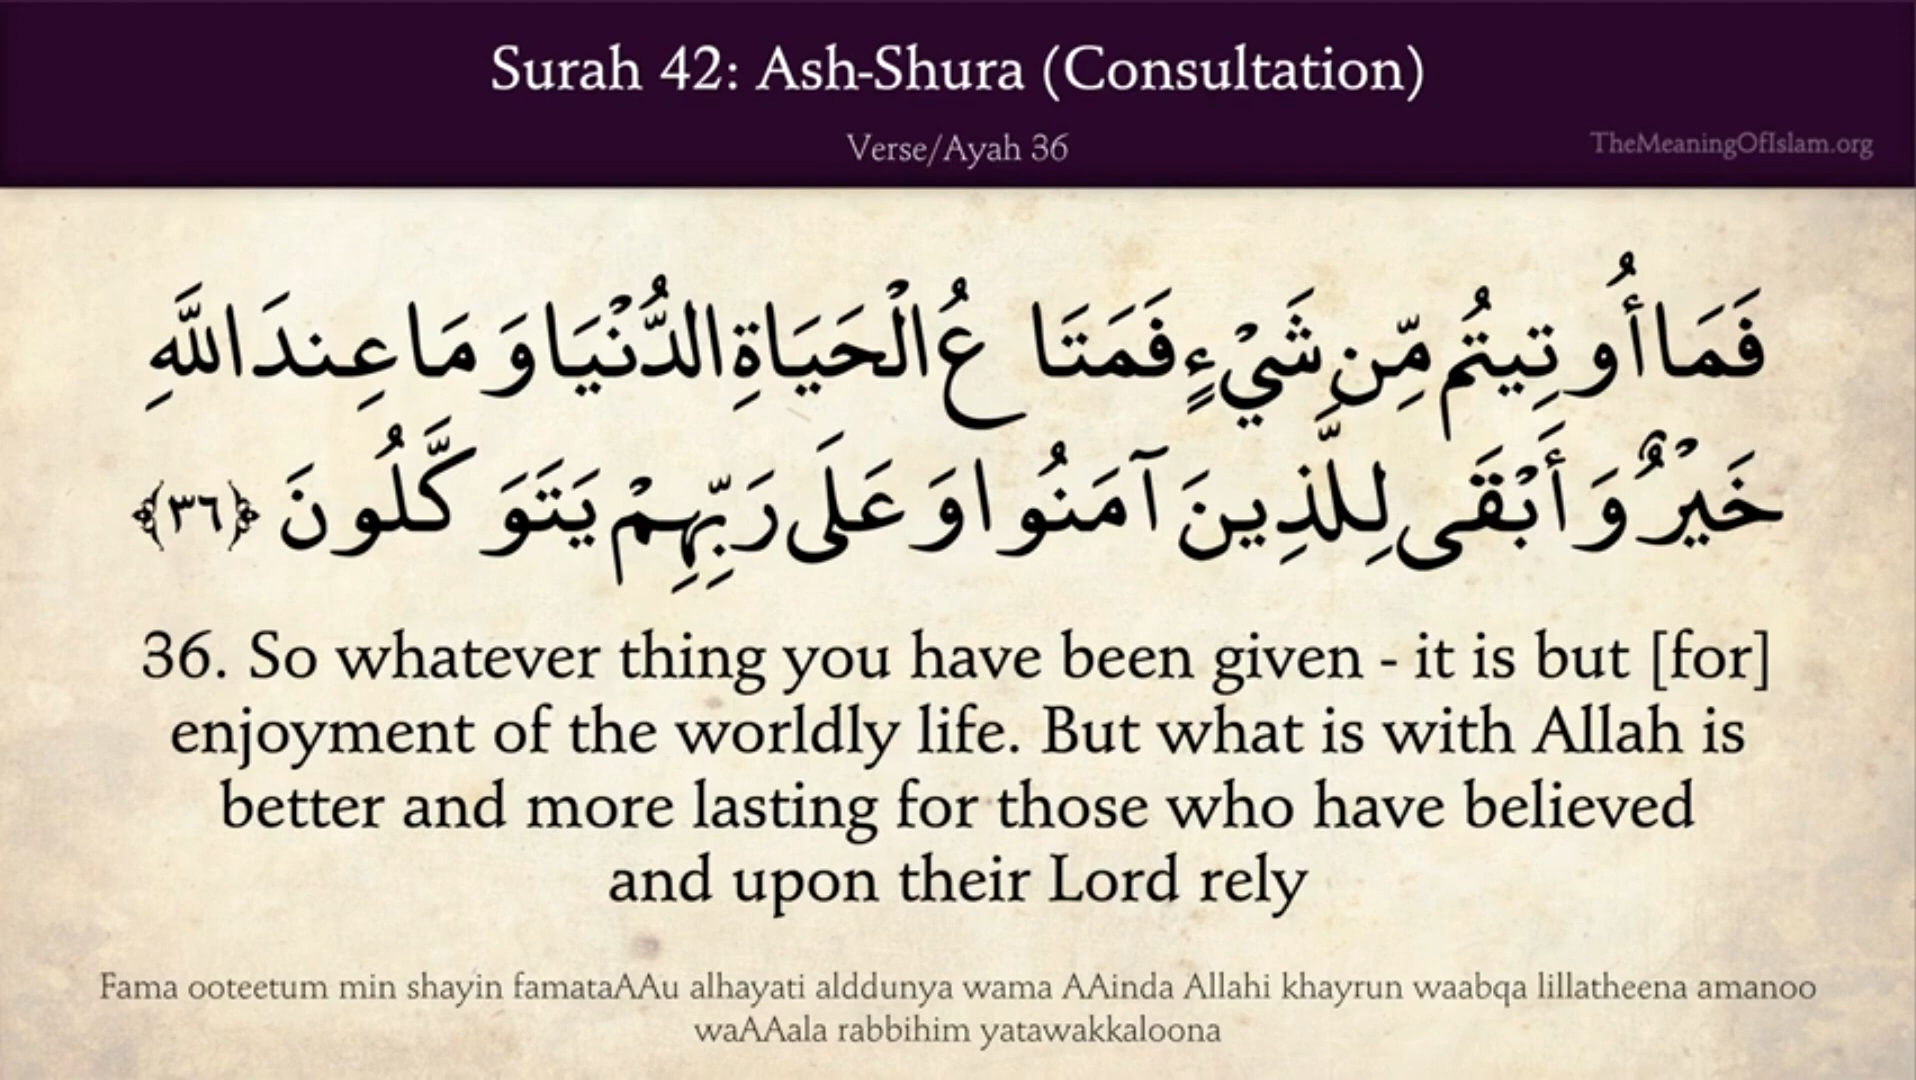 Surah 42: Ash-Shura (Consultation)
Verse/Ayah 36
TheMeaningOfIslam.org
فَمَا أُوتِيتُم مِّن شَيْءٍ فَمَتَاعُ الْحَيَاةِ الدُّنْيَا وَمَا عِندَ اللَّهِ
خَيْرٌ وَأَبْقَى لِلَّذِينَ آمَنُوا وَعَلَى رَبِّهِمْ يَتَوَكَّلُونَ ﴿٣٦﴾
36. So whatever thing you have been given - it is but [for]
enjoyment of the worldly life. But what is with Allah is
better and more lasting for those who have believed
and upon their Lord rely
Fama ooteetum min shayin famataAAu alhayati alddunya wama AAinda Allahi khayrun waabqa lillatheena amanoo
waAAala rabbihim yatawakkaloona